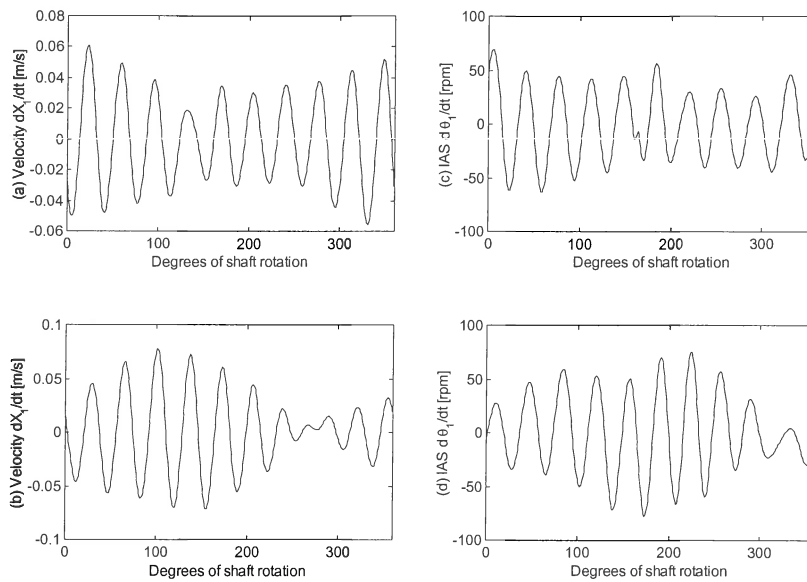 (a) Velocity dX₁/dt [m/s]
0.08
0.06
0.04
0.02
0
-0.02
-0.04
-0.06
0 100 200 300
Degrees of shaft rotation
(c) IAS d θ₁/dt [rpm]
100
50
0
-50
-100
0 100 200 300
Degrees of shaft rotation
(b) Velocity dX₁/dt [m/s]
0.1
0.05
0
-0.05
-0.1
0 100 200 300
Degrees of shaft rotation
(d) IAS d θ₁/dt [rpm]
100
50
0
-50
-100
0 100 200 300
Degrees of shaft rotation